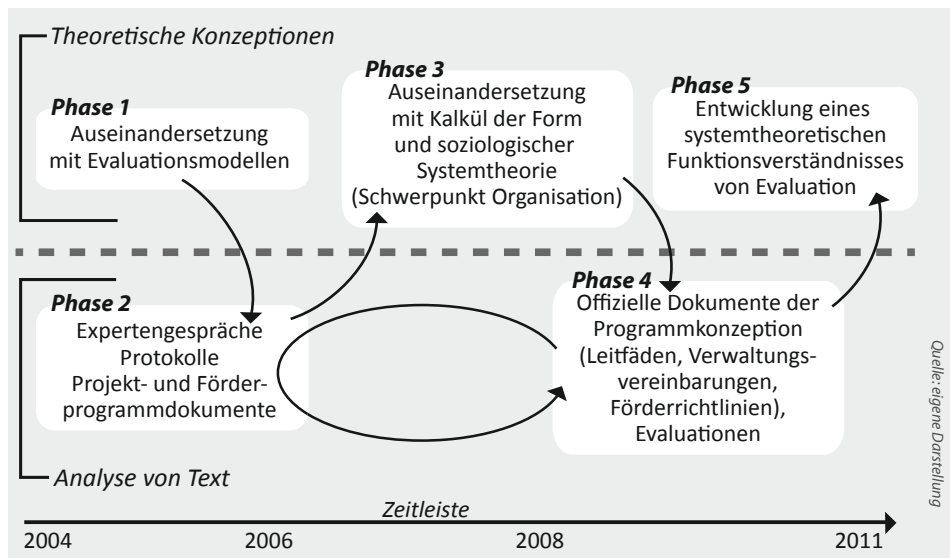 Theoretische Konzeptionen
Phase 1
Auseinandersetzung
mit Evaluationsmodellen
Phase 3
Auseinandersetzung
mit Kalkül der Form
und soziologischer
Systemtheorie
(Schwerpunkt Organisation)
Phase 5
Entwicklung eines
systemtheoretischen
Funktionsverständnisses
von Evaluation
Phase 2
Expertengespräche
Protokolle
Projekt- und Förder-
programmdokumente
Phase 4
Offizielle Dokumente der
Programmkonzeption
(Leitfäden, Verwaltungs-
vereinbarungen,
Förderrichtlinien),
Evaluationen
Analyse von Text
Zeitleiste
2004
2006
2008
2011
Quelle: eigene Darstellung